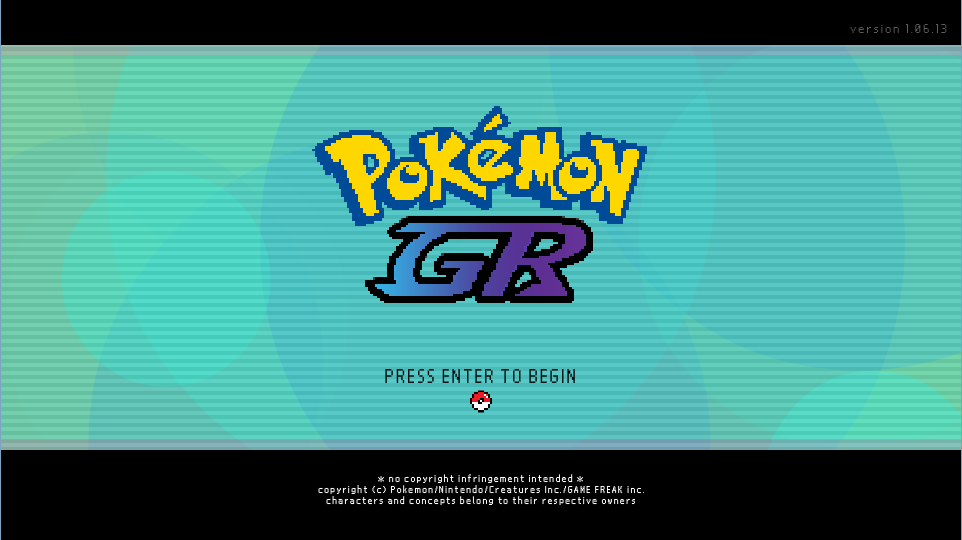 version 1.06.13
POKéMON
GR
PRESS ENTER TO BEGIN
* no copyright infringement intended *
copyright (c) Pokemon/Nintendo/Creatures Inc./GAME FREAK inc.
characters and concepts belong to their respective owners